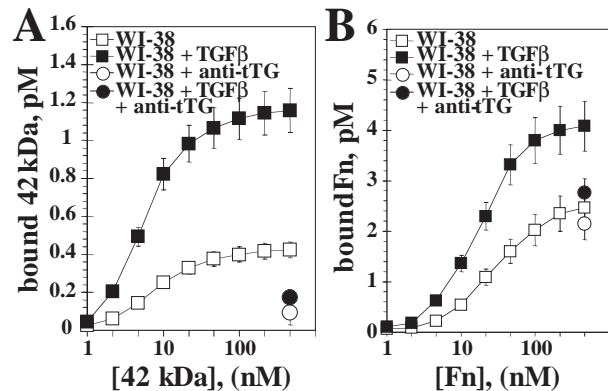 A
WI-38
WI-38 + TGFβ
WI-38 + anti-tTG
WI-38 + TGFβ
+ anti-tTG
bound 42 kDa, pM
1.6
1.4
1.2
1
0.8
0.6
0.4
0.2
0
1
10
100
[42 kDa], (nM)
B
WI-38
WI-38 + TGFβ
WI-38 + anti-tTG
WI-38 + TGFβ
+ anti-tTG
boundFn, pM
6
5
4
3
2
1
0
1
10
100
[Fn], (nM)